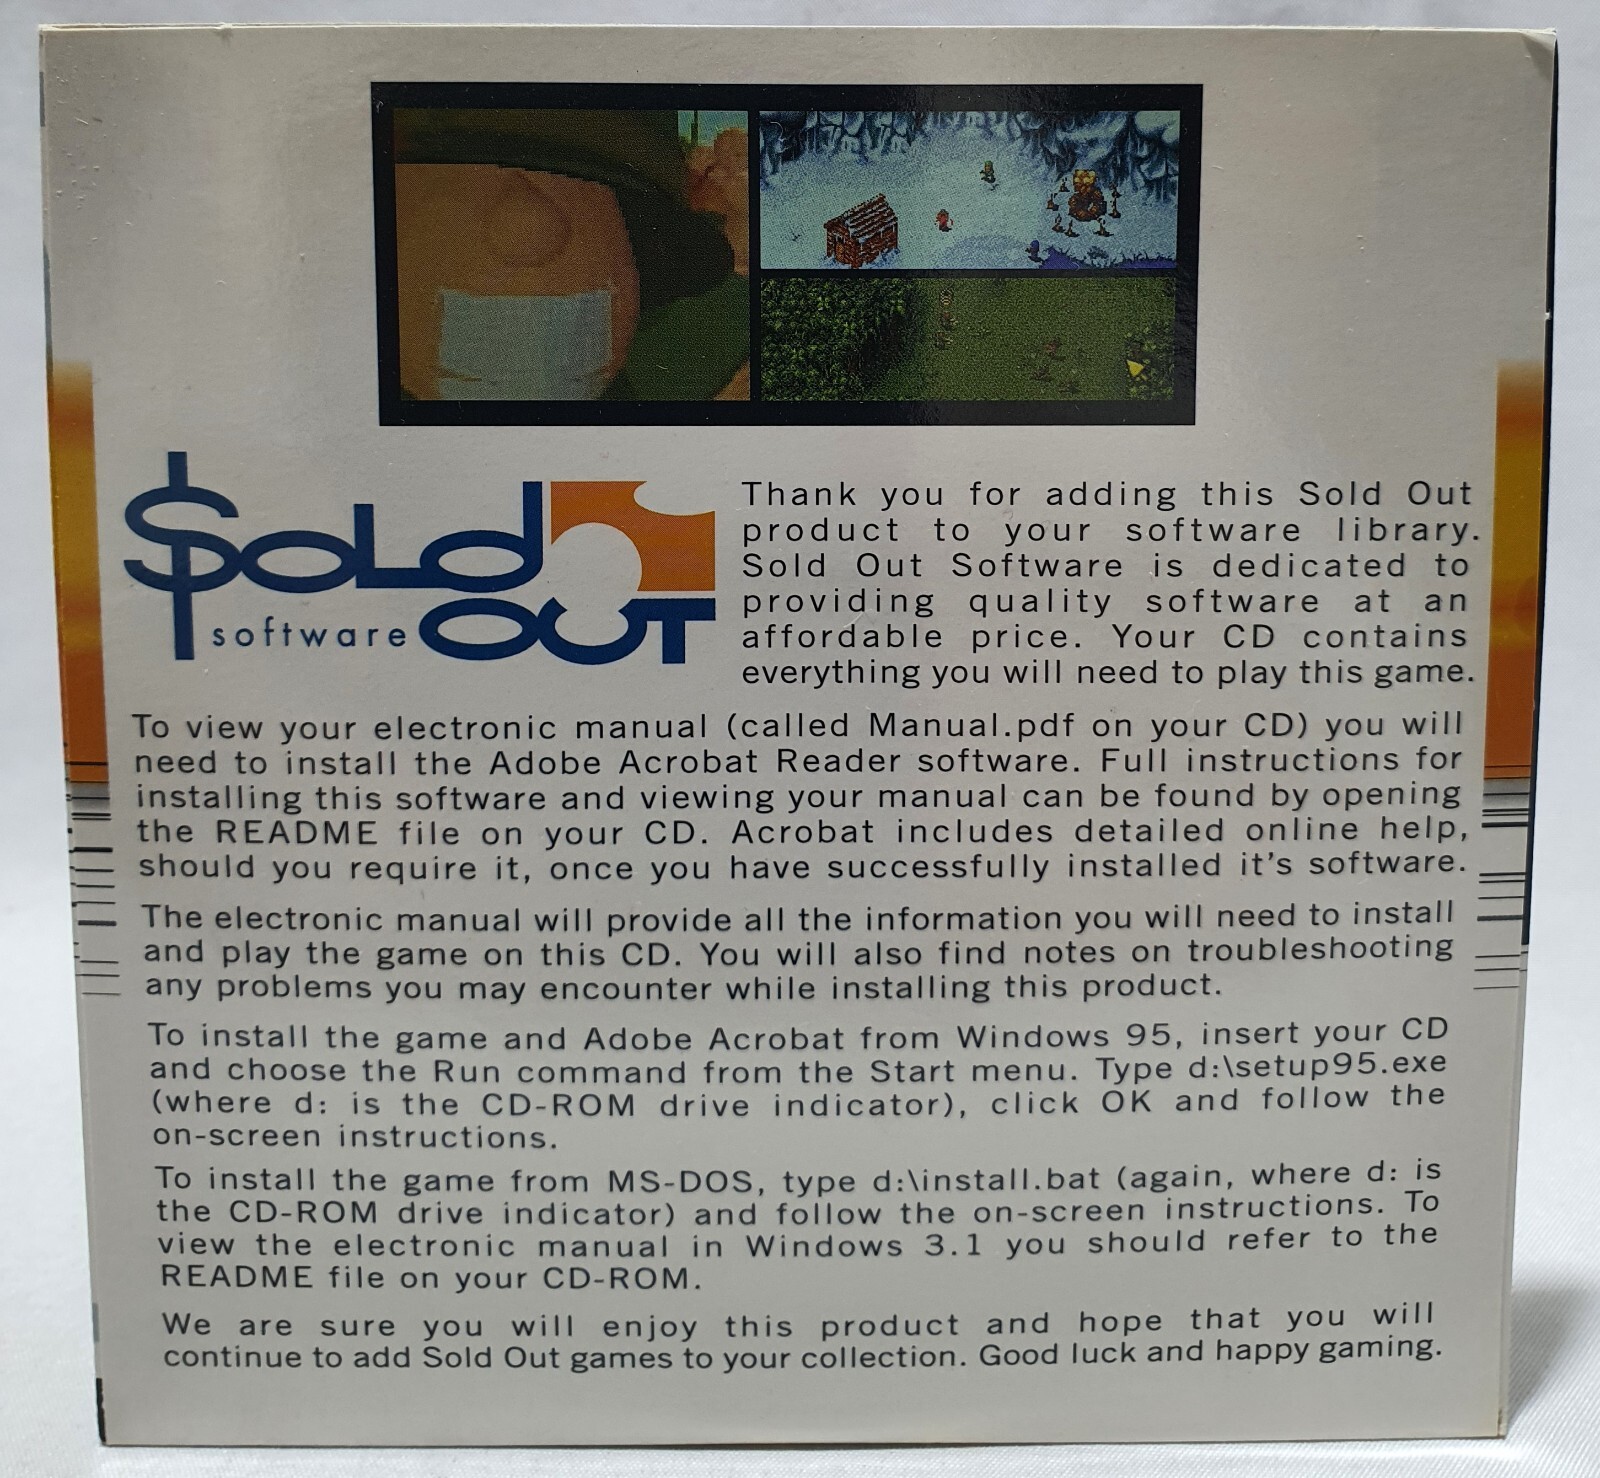 $OLD
software OUT
Thank you for adding this Sold Out
product to your software library.
Sold Out Software is dedicated to
providing quality software at an
affordable price. Your CD contains
everything you will need to play this game.
To view your electronic manual (called Manual.pdf on your CD) you will
need to install the Adobe Acrobat Reader software. Full instructions for
installing this software and viewing your manual can be found by opening
the README file on your CD. Acrobat includes detailed online help,
should you require it, once you have successfully installed it's software.
The electronic manual will provide all the information you will need to install
and play the game on this CD. You will also find notes on troubleshooting
any problems you may encounter while installing this product.
To install the game and Adobe Acrobat from Windows 95, insert your CD
and choose the Run command from the Start menu. Type d:\setup95.exe
(where d: is the CD-ROM drive indicator), click OK and follow the
on-screen instructions.
To install the game from MS-DOS, type d:\install.bat (again, where d: is
the CD-ROM drive indicator) and follow the on-screen instructions. To
view the electronic manual in Windows 3.1 you should refer to the
README file on your CD-ROM.
We are sure you will enjoy this product and hope that you will
continue to add Sold Out games to your collection. Good luck and happy gaming.